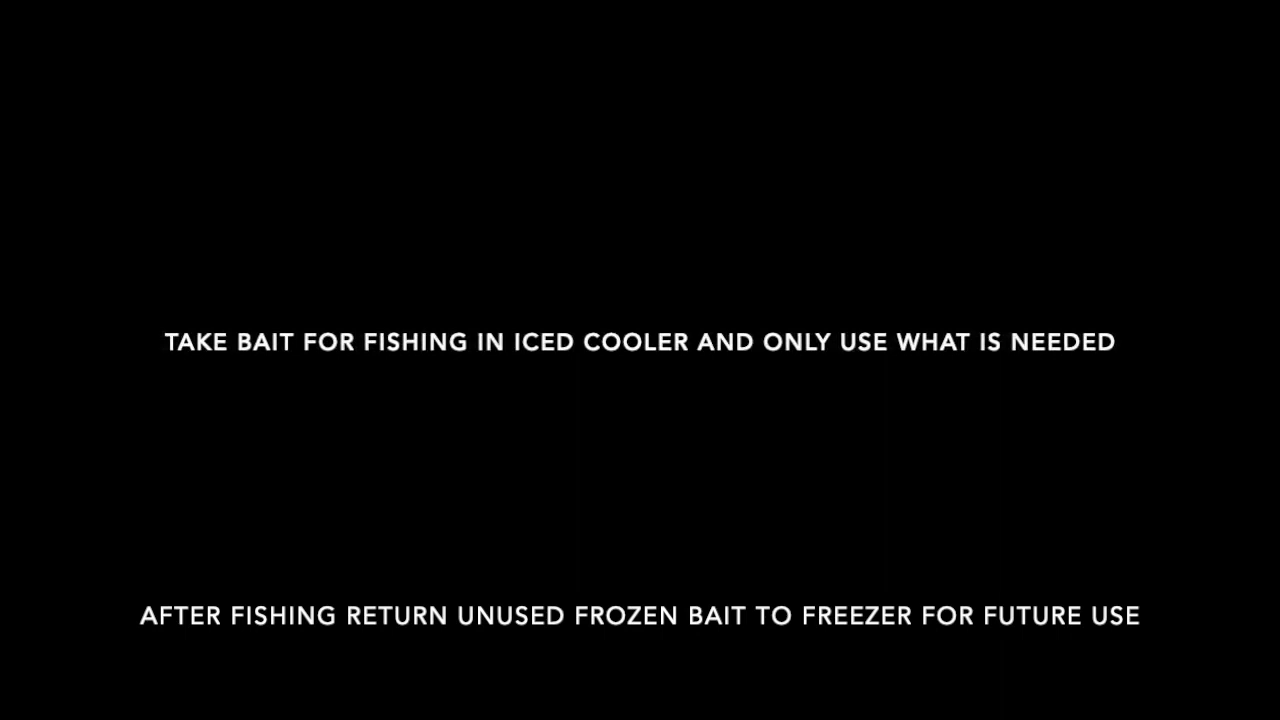 TAKE BAIT FOR FISHING IN ICED COOLER AND ONLY USE WHAT IS NEEDED
AFTER FISHING RETURN UNUSED FROZEN BAIT TO FREEZER FOR FUTURE USE